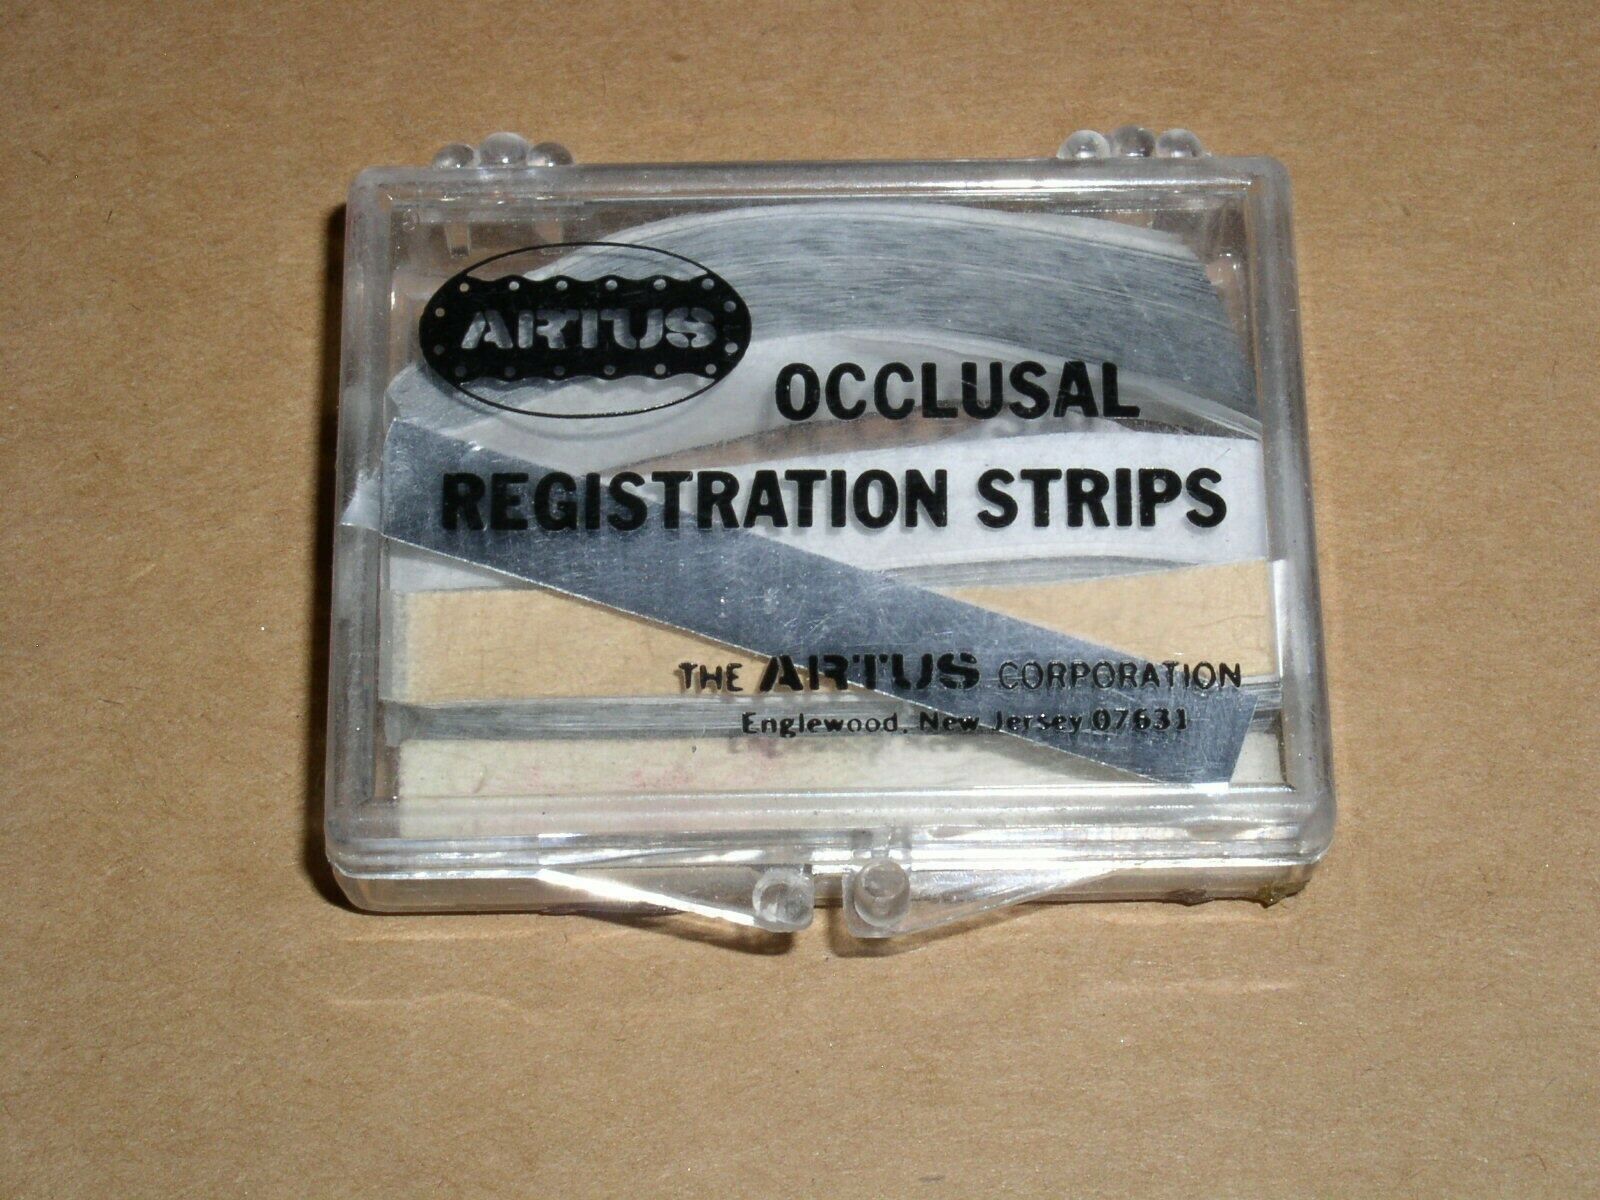 ARTUS
OCCLUSAL
REGISTRATION STRIPS
THE ARTUS CORPORATION
Englewood, New Jersey 07631